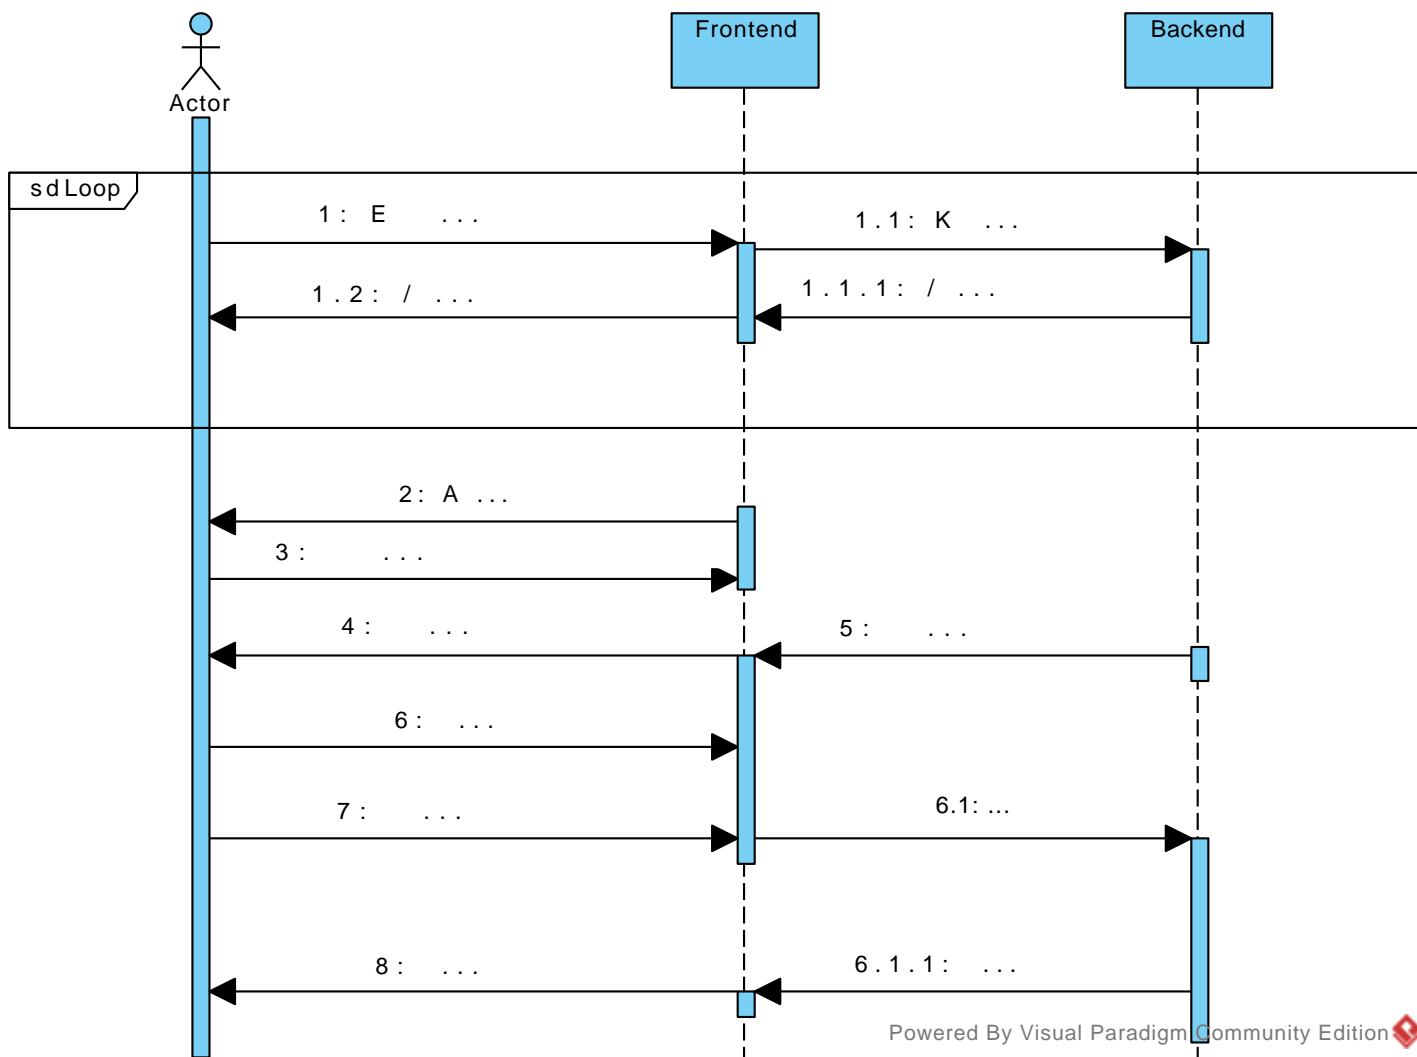 Frontend
Backend
Actor
sd Loop
1: E ...
1.1: K ...
1.2: / ...
1.1.1: / ...
2: A ...
3: ...
4: ...
5: ...
6: ...
7: ...
6.1: ...
8: ...
6.1.1: ...
Powered By Visual Paradigm Community Edition